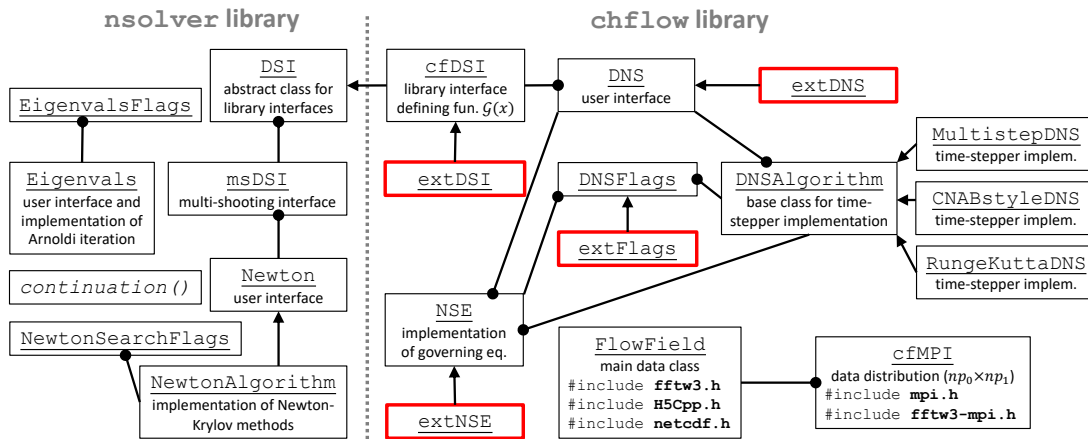 nsolver library
chflow library
EigenvalsFlags
DSI
abstract class for
library interfaces
cfDSI
library interface
defining fun. 𝒢(x)
DNS
user interface
extDNS
Eigenvals
user interface and
implementation of
Arnoldi iteration
msDSI
multi-shooting interface
extDSI
DNSFlags
extFlags
DNSAlgorithm
base class for time-
stepper implementation
MultistepDNS
time-stepper implem.
CNABstyleDNS
time-stepper implem.
RungeKuttaDNS
time-stepper implem.
continuation()
Newton
user interface
NewtonSearchFlags
NewtonAlgorithm
implementation of Newton-
Krylov methods
NSE
implementation
of governing eq.
extNSE
FlowField
main data class
#include fftw3.h
#include H5Cpp.h
#include netcdf.h
cfMPI
data distribution (np₀×np₁)
#include mpi.h
#include fftw3-mpi.h